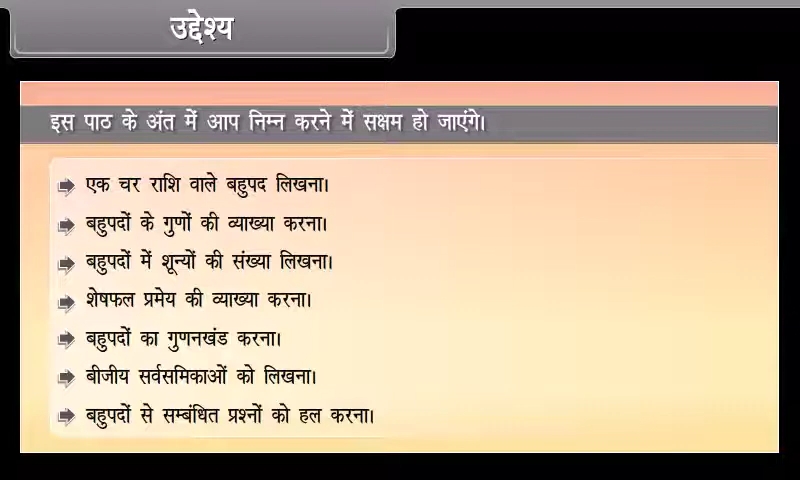 उद्देश्य
इस पाठ के अंत में आप निम्न करने में सक्षम हो जाएंगे।
एक चर राशि वाले बहुपद लिखना।
बहुपदों के गुणों की व्याख्या करना।
बहुपदों में शून्यों की संख्या लिखना।
शेषफल प्रमेय की व्याख्या करना।
बहुपदों का गुणनखंड करना।
बीजीय सर्वसमिकाओं को लिखना।
बहुपदों से सम्बंधित प्रश्नों को हल करना।